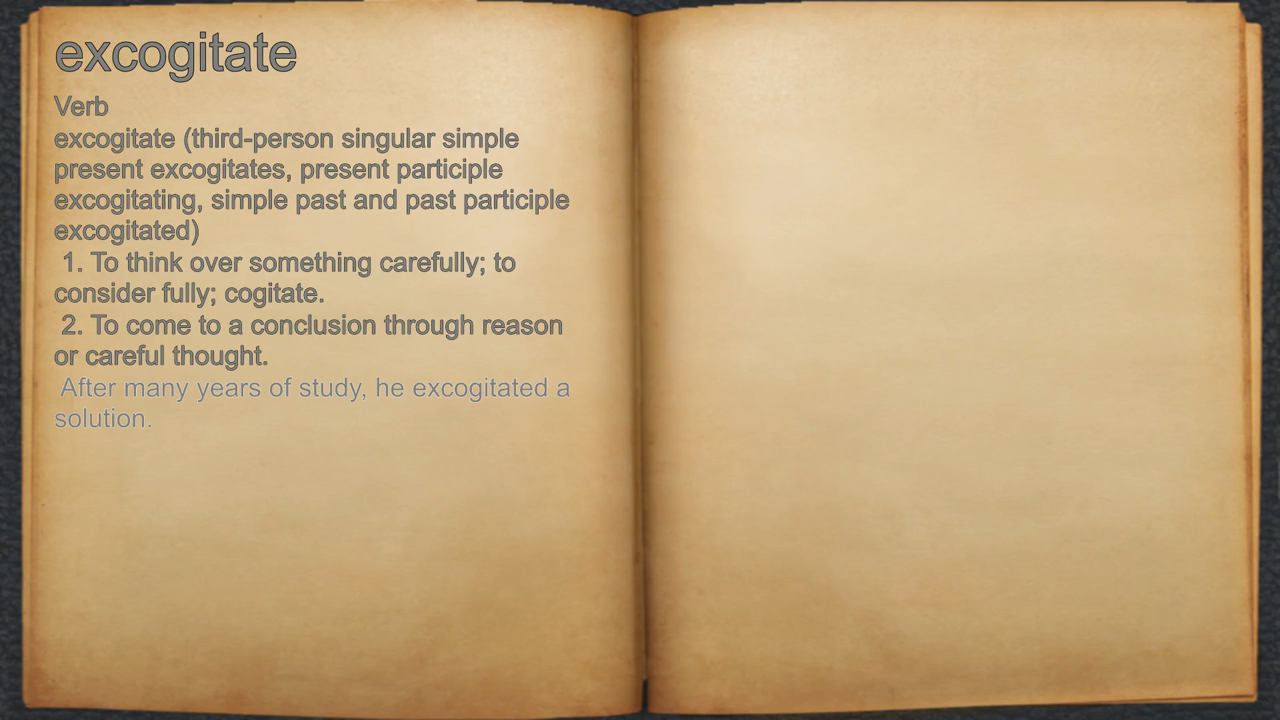 excogitate
Verb
excogitate (third-person singular simple
present excogitates, present participle
excogitating, simple past and past participle
excogitated)
1. To think over something carefully; to
consider fully; cogitate.
2. To come to a conclusion through reason
or careful thought.
After many years of study, he excogitated a
solution.